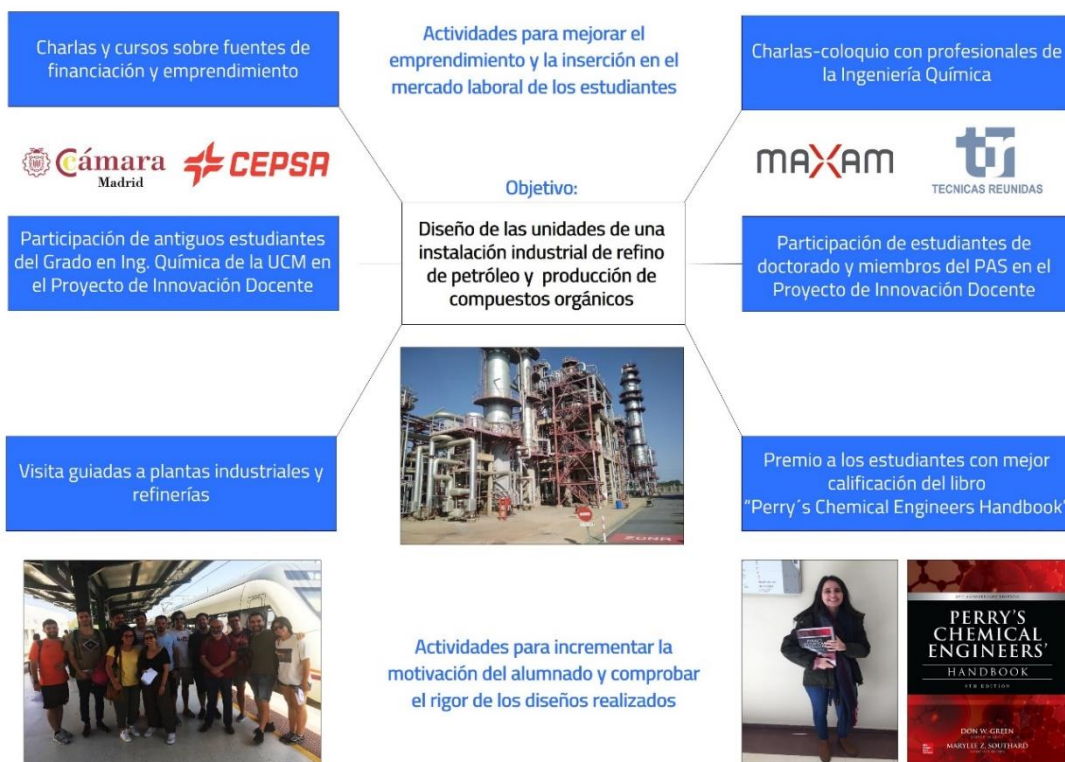 Charlas y cursos sobre fuentes de
financiación y emprendimiento
Actividades para mejorar el
emprendimiento y la inserción en el
mercado laboral de los estudiantes
Charlas-coloquio con profesionales de
la Ingeniería Química
Cámara
Madrid
CEPSA
MAXAM
tr
TECNICAS REUNIDAS
Participación de antiguos estudiantes
del Grado en Ing. Química de la UCM en
el Proyecto de Innovación Docente
Objetivo:
Diseño de las unidades de una
instalación industrial de refino
de petróleo y producción de
compuestos orgánicos
Participación de estudiantes de
doctorado y miembros del PAS en el
Proyecto de Innovación Docente
Visita guiadas a plantas industriales y
refinerías
ZONA
Premio a los estudiantes con mejor
calificación del libro
"Perry´s Chemical Engineers Handbook"
Actividades para incrementar la
motivación del alumnado y comprobar
el rigor de los diseños realizados
PERRY'S
CHEMICAL
ENGINEERS'
HANDBOOK
9TH EDITION
DON W. GREEN
MARYLEE Z. SOUTHARD